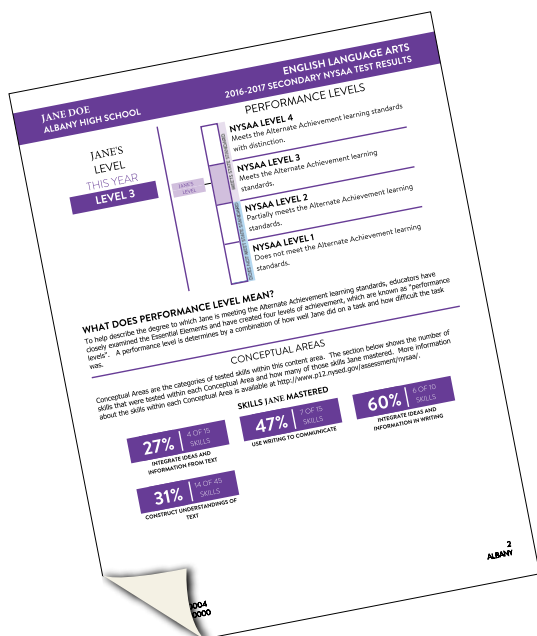 JANE DOE
ALBANY HIGH SCHOOL
ENGLISH LANGUAGE ARTS
2016-2017 SECONDARY NYSAA TEST RESULTS
JANE'S
LEVEL
THIS YEAR
LEVEL 3
PERFORMANCE LEVELS
JANE'S
LEVEL
NYSAA LEVEL 4
Meets the Alternate Achievement learning standards
with distinction.
NYSAA LEVEL 3
Meets the Alternate Achievement learning
standards.
NYSAA LEVEL 2
Partially meets the Alternate Achievement learning
standards.
NYSAA LEVEL 1
Does not meet the Alternate Achievement learning
standards.
WHAT DOES PERFORMANCE LEVEL MEAN?
To help describe the degree to which Jane is meeting the Alternate Achievement learning standards, educators have
closely examined the Essential Elements and have created four levels of achievement, which are known as "performance
levels". A performance level is determines by a combination of how well Jane did on a task and how difficult the task
was.
CONCEPTUAL AREAS
Conceptual Areas are the categories of tested skills within this content area. The section below shows the number of
skills that were tested within each Conceptual Area and how many of those skills Jane mastered. More information
about the skills within each Conceptual Area is available at http://www.p12.nysed.gov/assessment/nysaa/.
SKILLS JANE MASTERED
27% 4 OF 15
SKILLS
INTEGRATE IDEAS AND
INFORMATION FROM TEXT
47% 7 OF 15
SKILLS
USE WRITING TO COMMUNICATE
60% 6 OF 10
SKILLS
INTEGRATE IDEAS AND
INFORMATION IN WRITING
31% 14 OF 45
SKILLS
CONSTRUCT UNDERSTANDINGS OF
TEXT
2
ALBANY
0004
0000